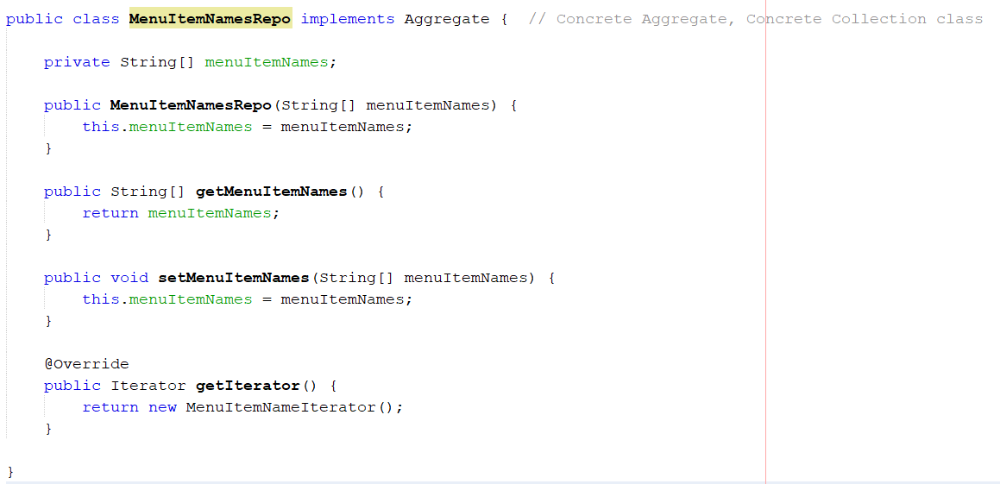 public class MenuItemNamesRepo implements Aggregate {  // Concrete Aggregate, Concrete Collection class
    private String[] menuItemNames;
    public MenuItemNamesRepo(String[] menuItemNames) {
        this.menuItemNames = menuItemNames;
    }
    public String[] getMenuItemNames() {
        return menuItemNames;
    }
    public void setMenuItemNames(String[] menuItemNames) {
        this.menuItemNames = menuItemNames;
    }
    @Override
    public Iterator getIterator() {
        return new MenuItemNameIterator();
    }
}